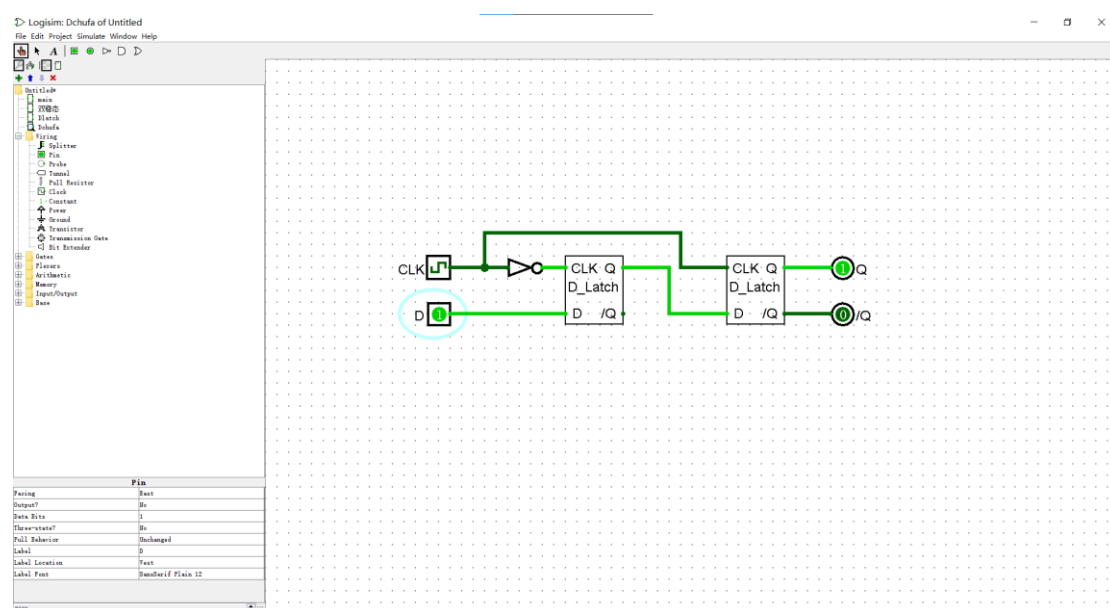 Logisim: Dchufa of Untitled
File Edit Project Simulate Window Help
Untitled*
main
双稳态
Dlatch
Dchufa
Wiring
Splitter
Pin
Probe
Tunnel
Pull Resistor
Clock
Constant
Power
Ground
Transistor
Transmission Gate
Bit Extender
Gates
Plexers
Arithmetic
Memory
Input/Output
Base
CLK
CLK Q
D_Latch
D /Q
CLK Q
D_Latch
D /Q
1 Q
D 1
0 /Q
Pin
Facing East
Output? No
Data Bits 1
Three-state? No
Pull Behavior Unchanged
Label D
Label Location West
Label Font SansSerif Plain 12